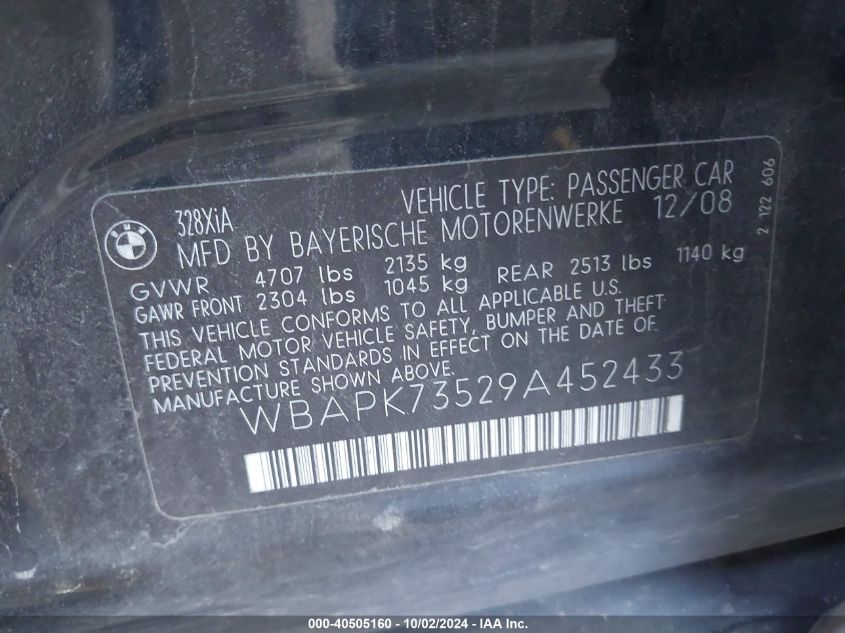 BMW
328XiA
VEHICLE TYPE: PASSENGER CAR
MFD BY BAYERISCHE MOTORENWERKE 12/08
GVWR 4707 lbs 2135 kg
GAWR FRONT 2304 lbs 1045 kg REAR 2513 lbs 1140 kg
THIS VEHICLE CONFORMS TO ALL APPLICABLE U.S.
FEDERAL MOTOR VEHICLE SAFETY, BUMPER AND THEFT
PREVENTION STANDARDS IN EFFECT ON THE DATE OF
MANUFACTURE SHOWN ABOVE.
WBAPK73529A452433
2 122 606
000-40505160 - 10/02/2024 - IAA Inc.